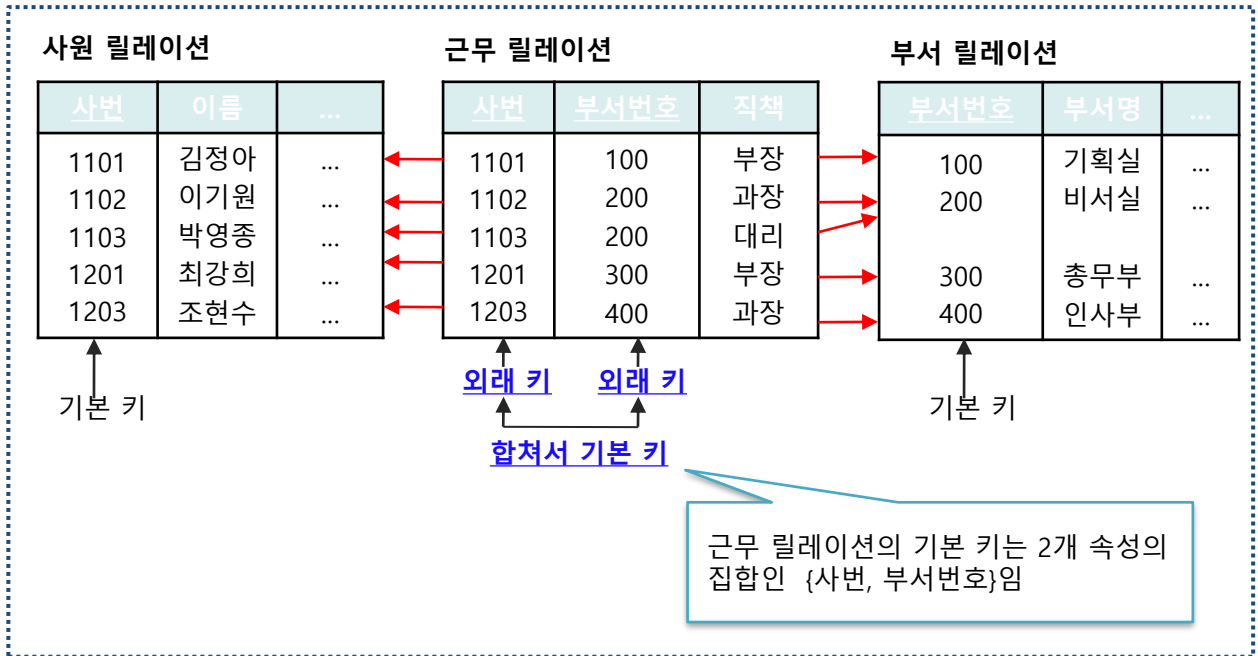 사원 릴레이션
사번 이름 ...
1101 김정아 ...
1102 이기원 ...
1103 박영종 ...
1201 최강희 ...
1203 조현수 ...
기본 키
근무 릴레이션
사번 부서번호 직책
1101 100 부장
1102 200 과장
1103 200 대리
1201 300 부장
1203 400 과장
외래 키 외래 키
합쳐서 기본 키
부서 릴레이션
부서번호 부서명 ...
100 기획실 ...
200 비서실 ...
300 총무부 ...
400 인사부 ...
기본 키
근무 릴레이션의 기본 키는 2개 속성의
집합인 {사번, 부서번호}임